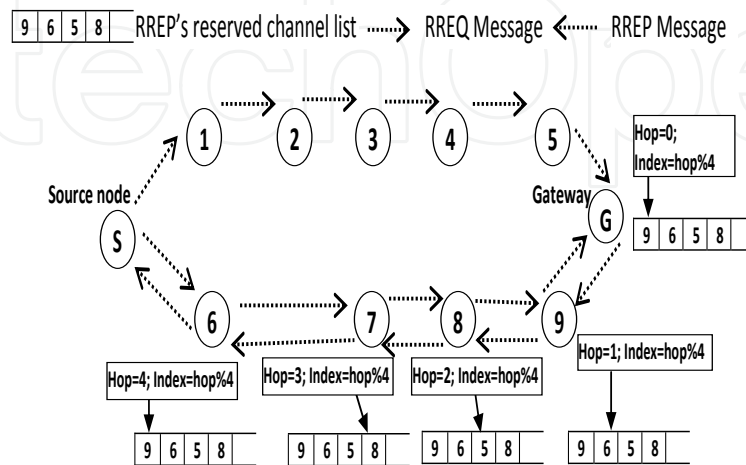 9 6 5 8 RREP's reserved channel list RREQ Message RREP Message
1 2 3 4 5
Hop=0;
Index=hop%4
Source node
Gateway
S
G
9 6 5 8
6 7 8 9
Hop=4; Index=hop%4
Hop=3; Index=hop%4
Hop=2; Index=hop%4
Hop=1; Index=hop%4
9 6 5 8
9 6 5 8
9 6 5 8
9 6 5 8